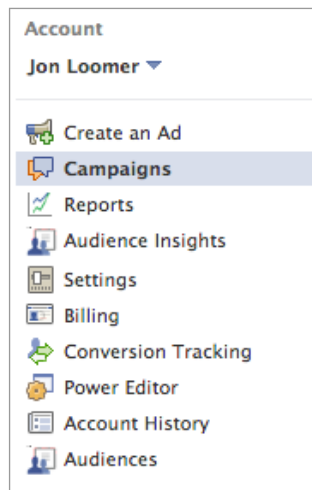 Account
Jon Loomer
Create an Ad
Campaigns
Reports
Audience Insights
Settings
Billing
Conversion Tracking
Power Editor
Account History
Audiences